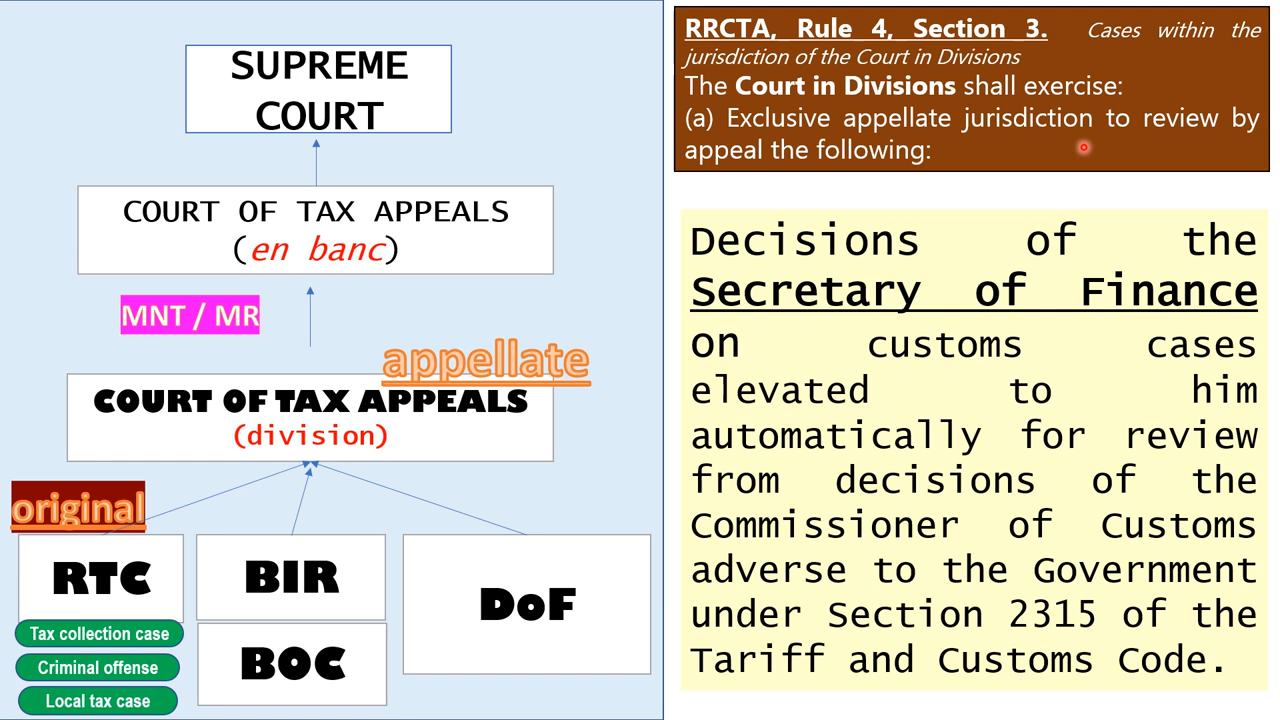 SUPREME
COURT
COURT OF TAX APPEALS
(en banc)
MNT / MR
appellate
COURT OF TAX APPEALS
(division)
original
RTC
BIR
DoF
Tax collection case
BOC
Criminal offense
Local tax case
RRCTA, Rule 4, Section 3. Cases within the
jurisdiction of the Court in Divisions
The Court in Divisions shall exercise:
(a) Exclusive appellate jurisdiction to review by
appeal the following:
Decisions of the
Secretary of Finance
on customs cases
elevated to him
automatically for review
from decisions of the
Commissioner of Customs
adverse to the Government
under Section 2315 of the
Tariff and Customs Code.